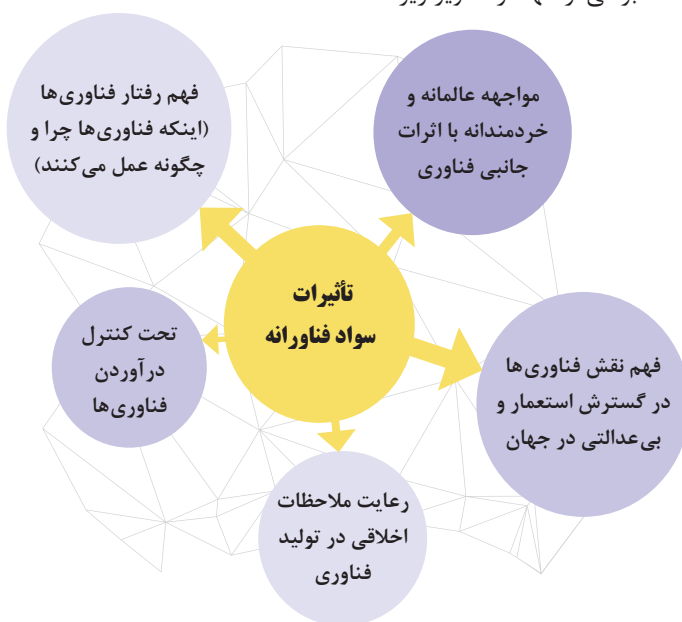 مواجهه عالمانه و
خردمندانه با اثرات
جانبی فناوری
فهم رفتار فناوری‌ها
(اینکه فناوری‌ها چرا و
چگونه عمل می‌کنند)
تأثیرات
سواد فناورانه
فهم نقش فناوری‌ها
در گسترش استعمار و
بی‌عدالتی در جهان
تحت کنترل
درآوردن
فناوری‌ها
رعایت ملاحظات
اخلاقی در تولید
فناوری